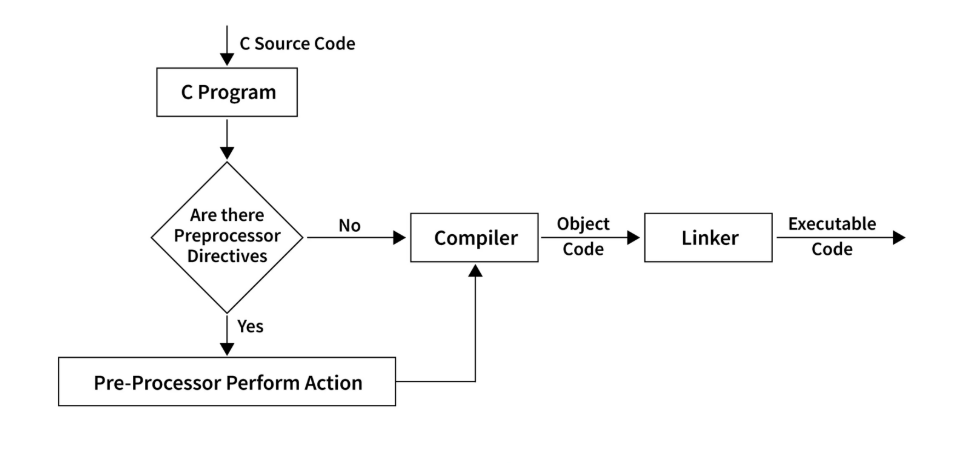 C Source Code
C Program
Are there
Preprocessor
Directives
No
Compiler
Object
Code
Linker
Executable
Code
Yes
Pre-Processor Perform Action